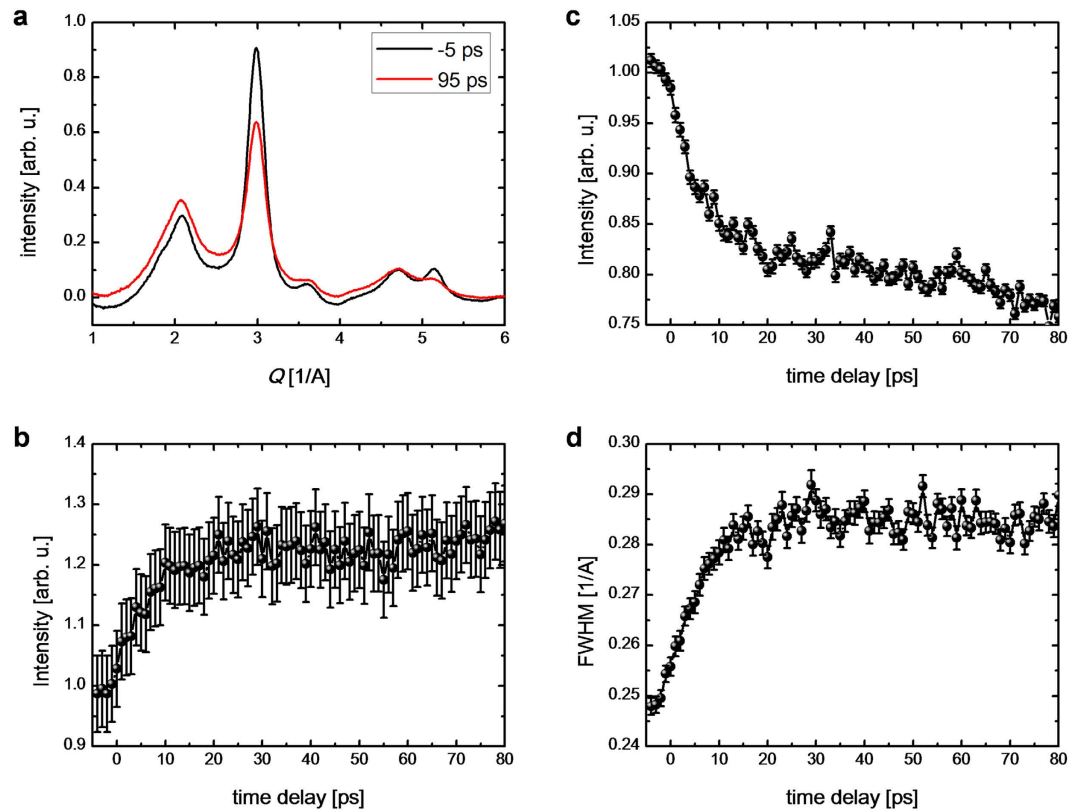 a
1.0
0.8
0.6
0.4
0.2
0.0
intensity [arb. u.]
-5 ps
95 ps
1 2 3 4 5 6
Q [1/A]
c
1.05
1.00
0.95
0.90
0.85
0.80
0.75
Intensity [arb. u.]
0 10 20 30 40 50 60 70 80
time delay [ps]
b
1.4
1.3
1.2
1.1
1.0
0.9
Intensity [arb. u.]
0 10 20 30 40 50 60 70 80
time delay [ps]
d
0.30
0.29
0.28
0.27
0.26
0.25
0.24
FWHM [1/A]
0 10 20 30 40 50 60 70 80
time delay [ps]